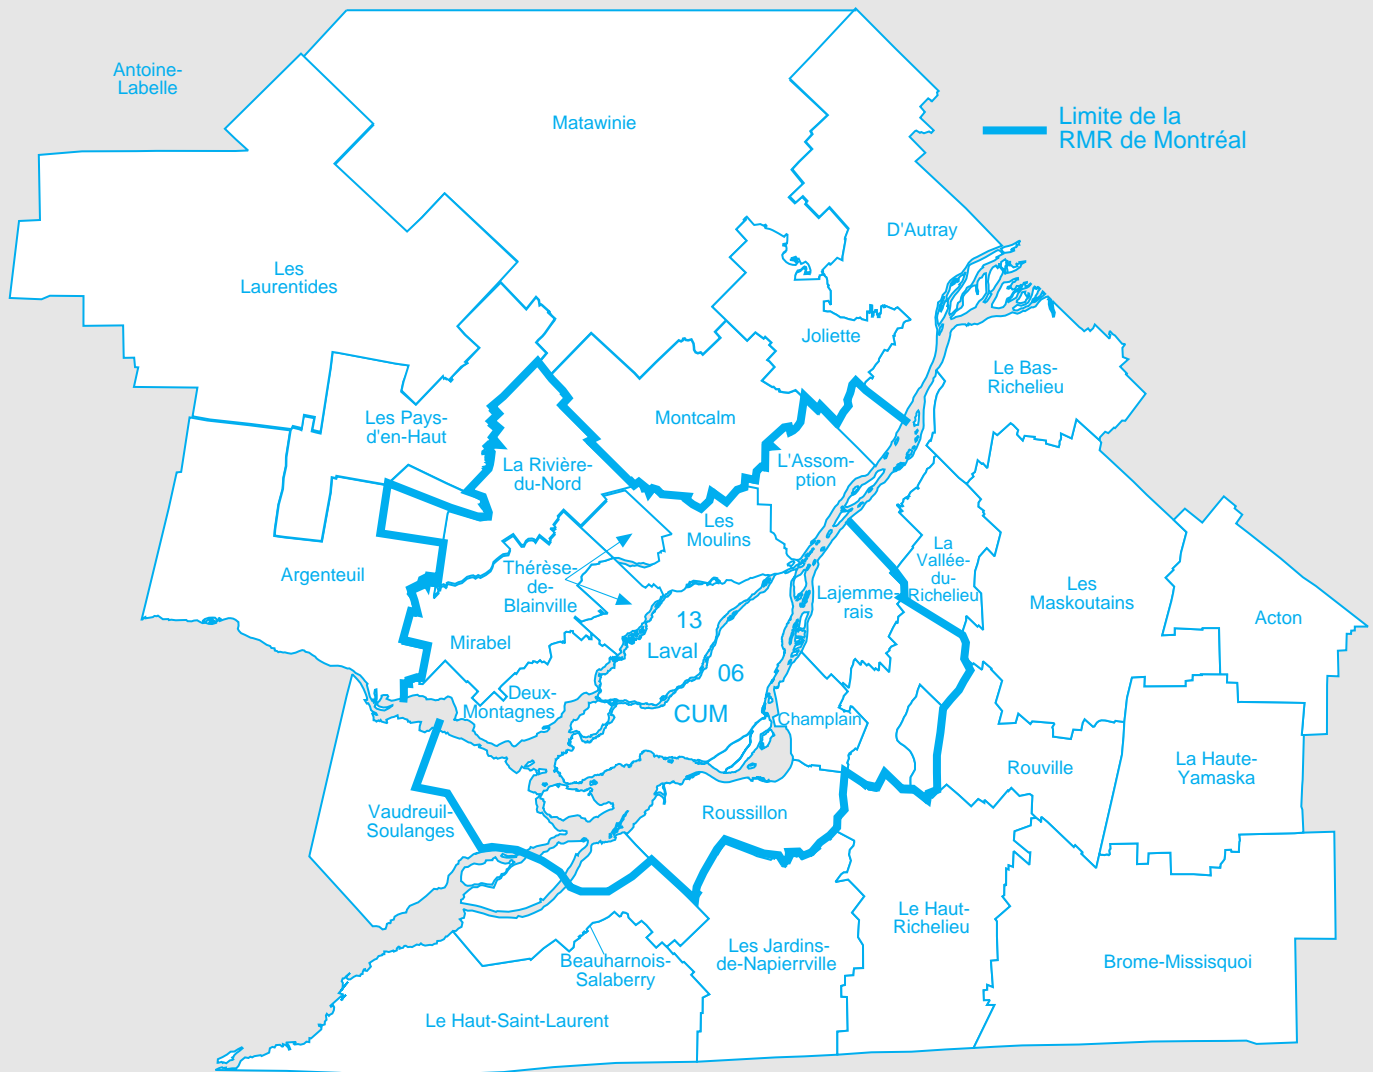 Antoine-
Labelle
Matawinie
Limite de la
RMR de Montréal
D'Autray
Les
Laurentides
Joliette
Le Bas-
Richelieu
Les Pays-
d'en-Haut
Montcalm
La Rivière-
du-Nord
L'Assom-
ption
Les
Moulins
Argenteuil
Thérèse-
de-
Blainville
La
Vallée-
du-
Richelieu
Les
Maskoutains
Lajemme-
rais
Acton
13
Laval
Mirabel
06
CUM
Deux-
Montagnes
Champlain
Rouville
La Haute-
Yamaska
Vaudreuil-
Soulanges
Roussillon
Le Haut-
Richelieu
Les Jardins-
de-Napierrville
Beauharnois-
Salaberry
Brome-Missisquoi
Le Haut-Saint-Laurent